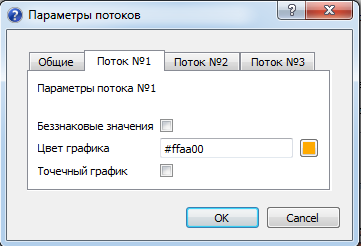 Параметры потоков
Общие Поток №1 Поток №2 Поток №3
Параметры потока №1
Беззнаковые значения
Цвет графика #ffaa00
Точечный график
OK Cancel